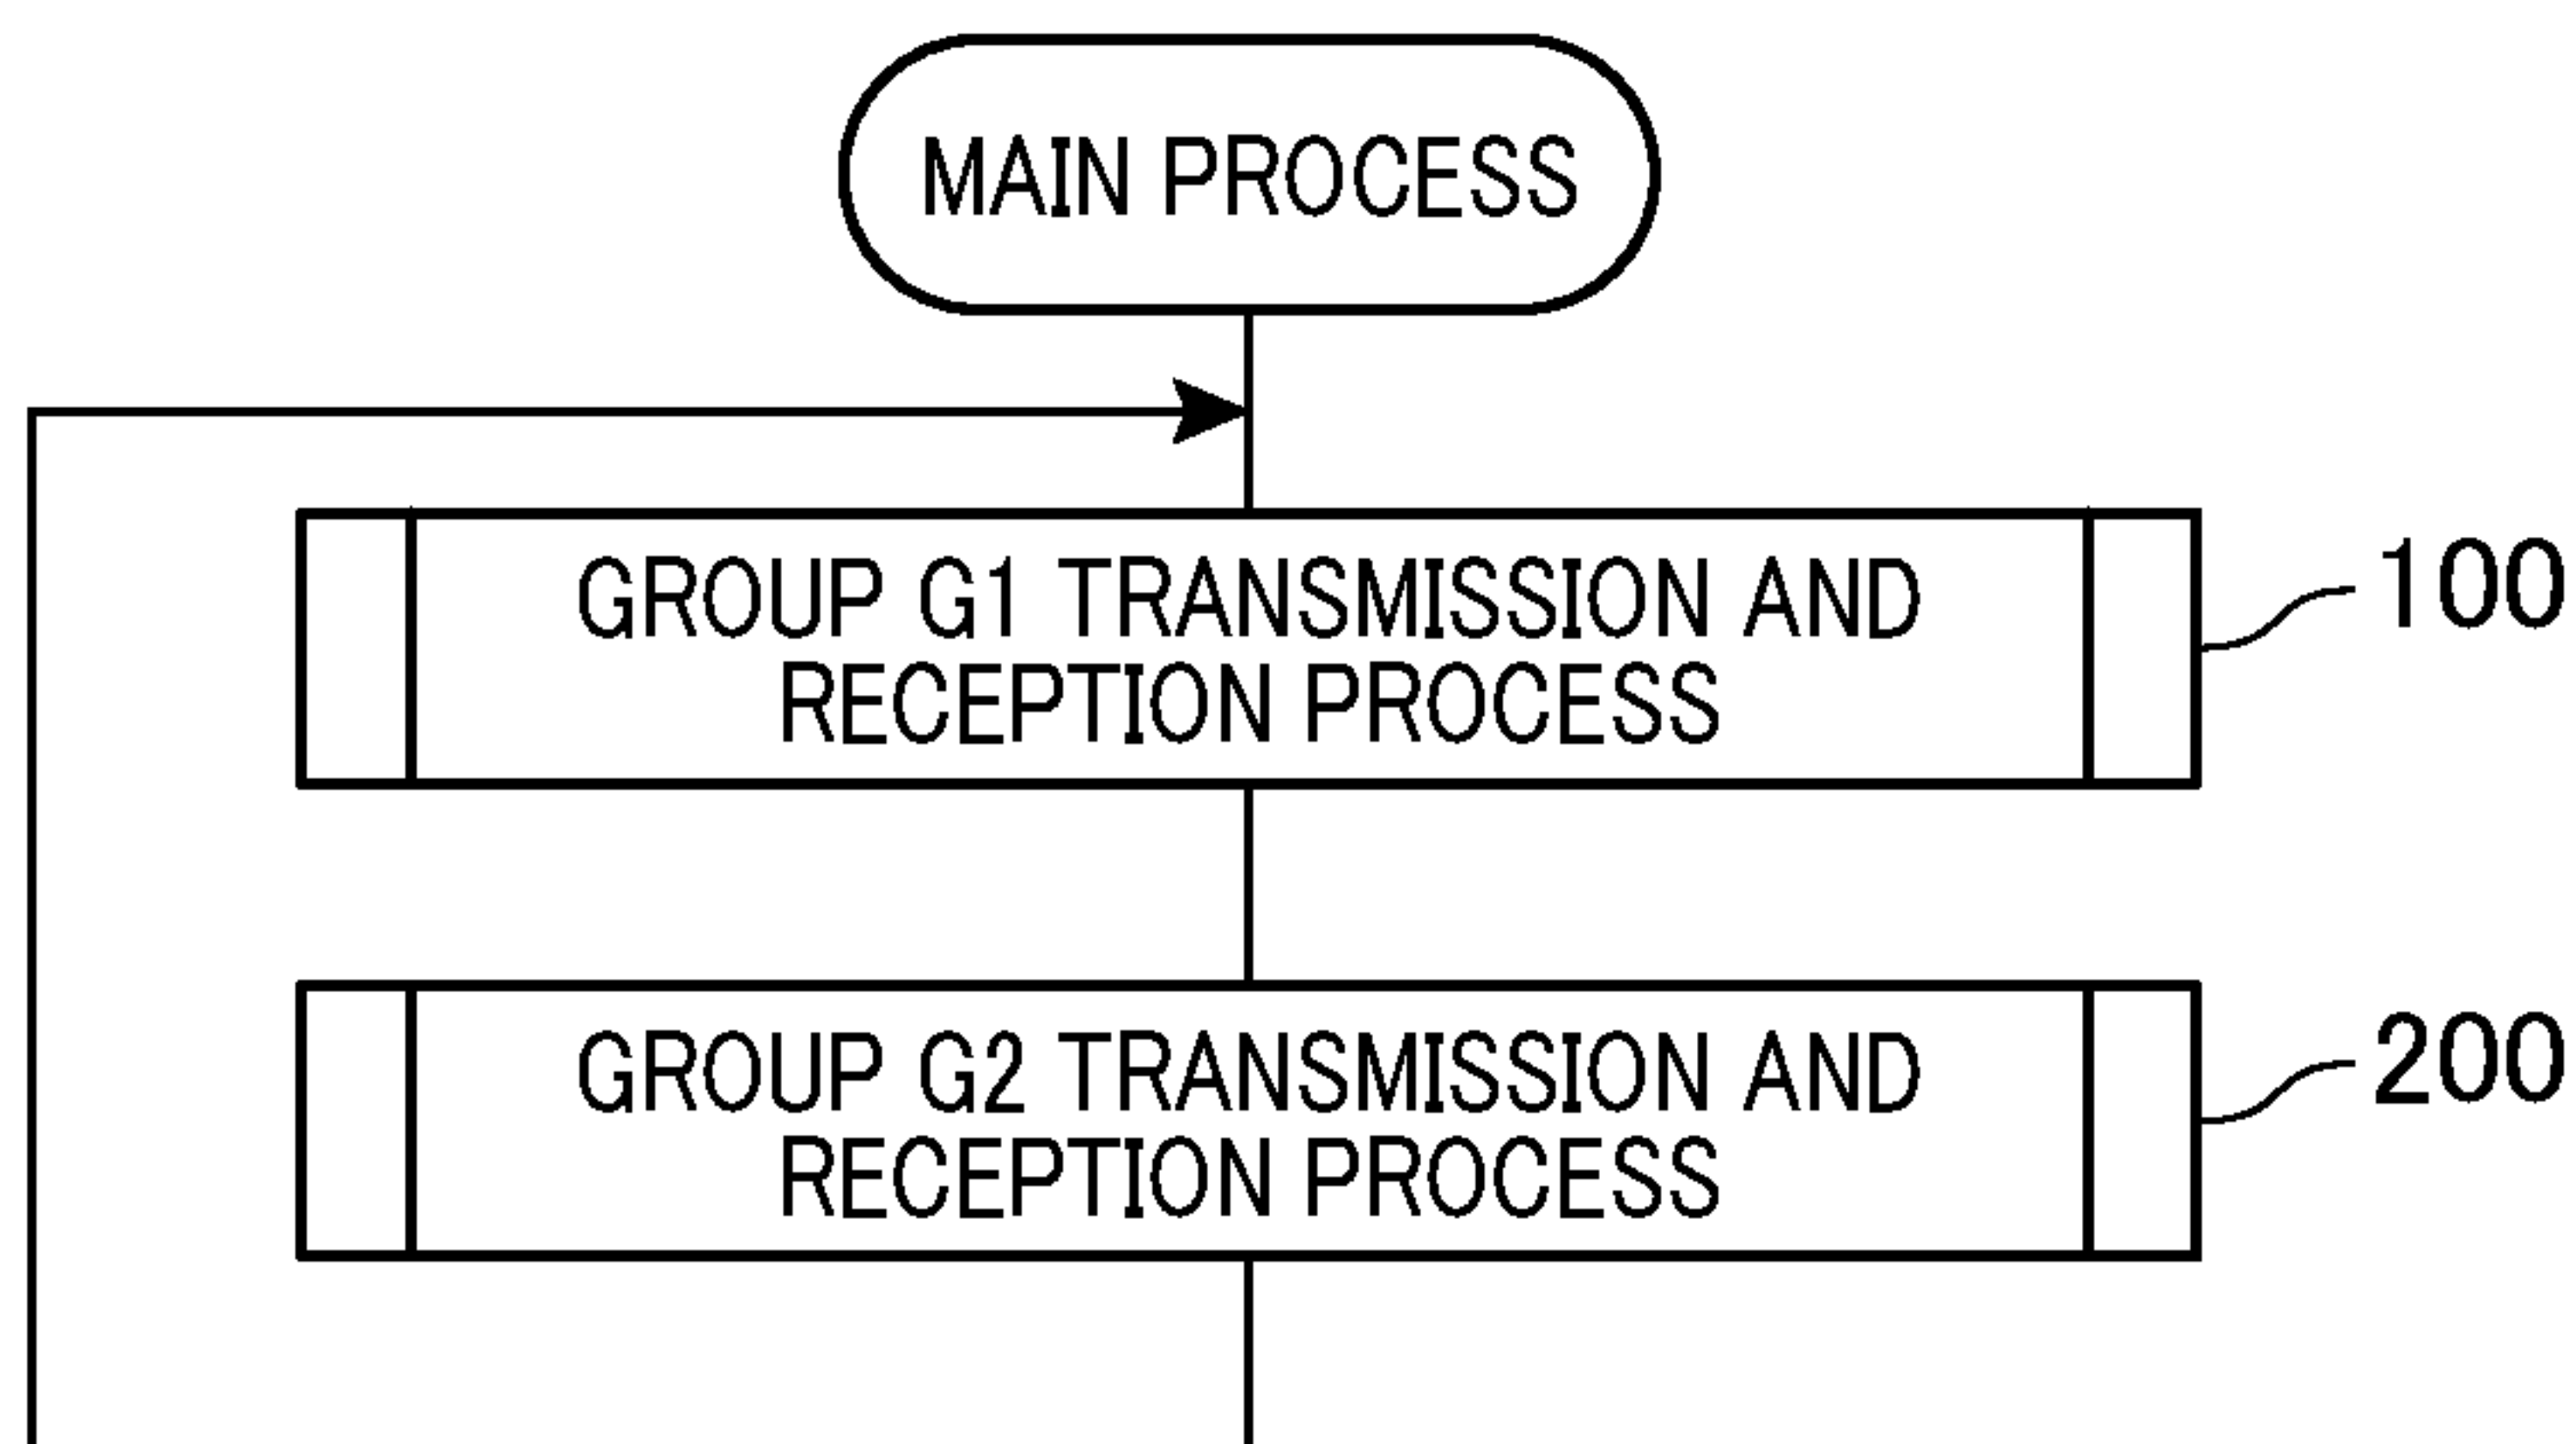 MAIN PROCESS
GROUP G1 TRANSMISSION AND
RECEPTION PROCESS
100
GROUP G2 TRANSMISSION AND
RECEPTION PROCESS
200